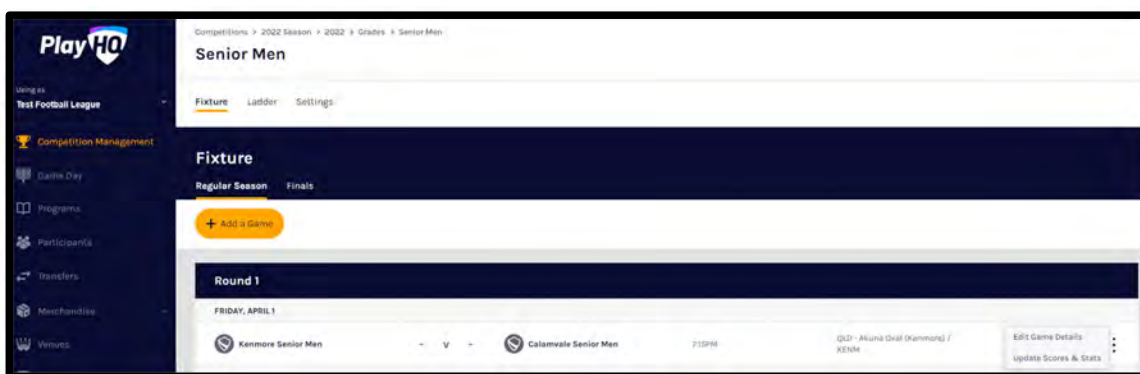 PlayHQ
Competitions > 2022 Season > 2022 > Grades > Senior Men
Senior Men
Using as
Test Football League
Fixture Ladder Settings
Competition Management
Game Day
Programs
Participants
Transfers
Merchandise
Venues
Fixture
Regular Season Finals
+ Add a Game
Round 1
FRIDAY, APRIL 1
Kenmore Senior Men - V - Calamvale Senior Men 7:15PM QLD - Akuna Oval (Kenmore) / KENM
Edit Game Details
Update Scores & Stats